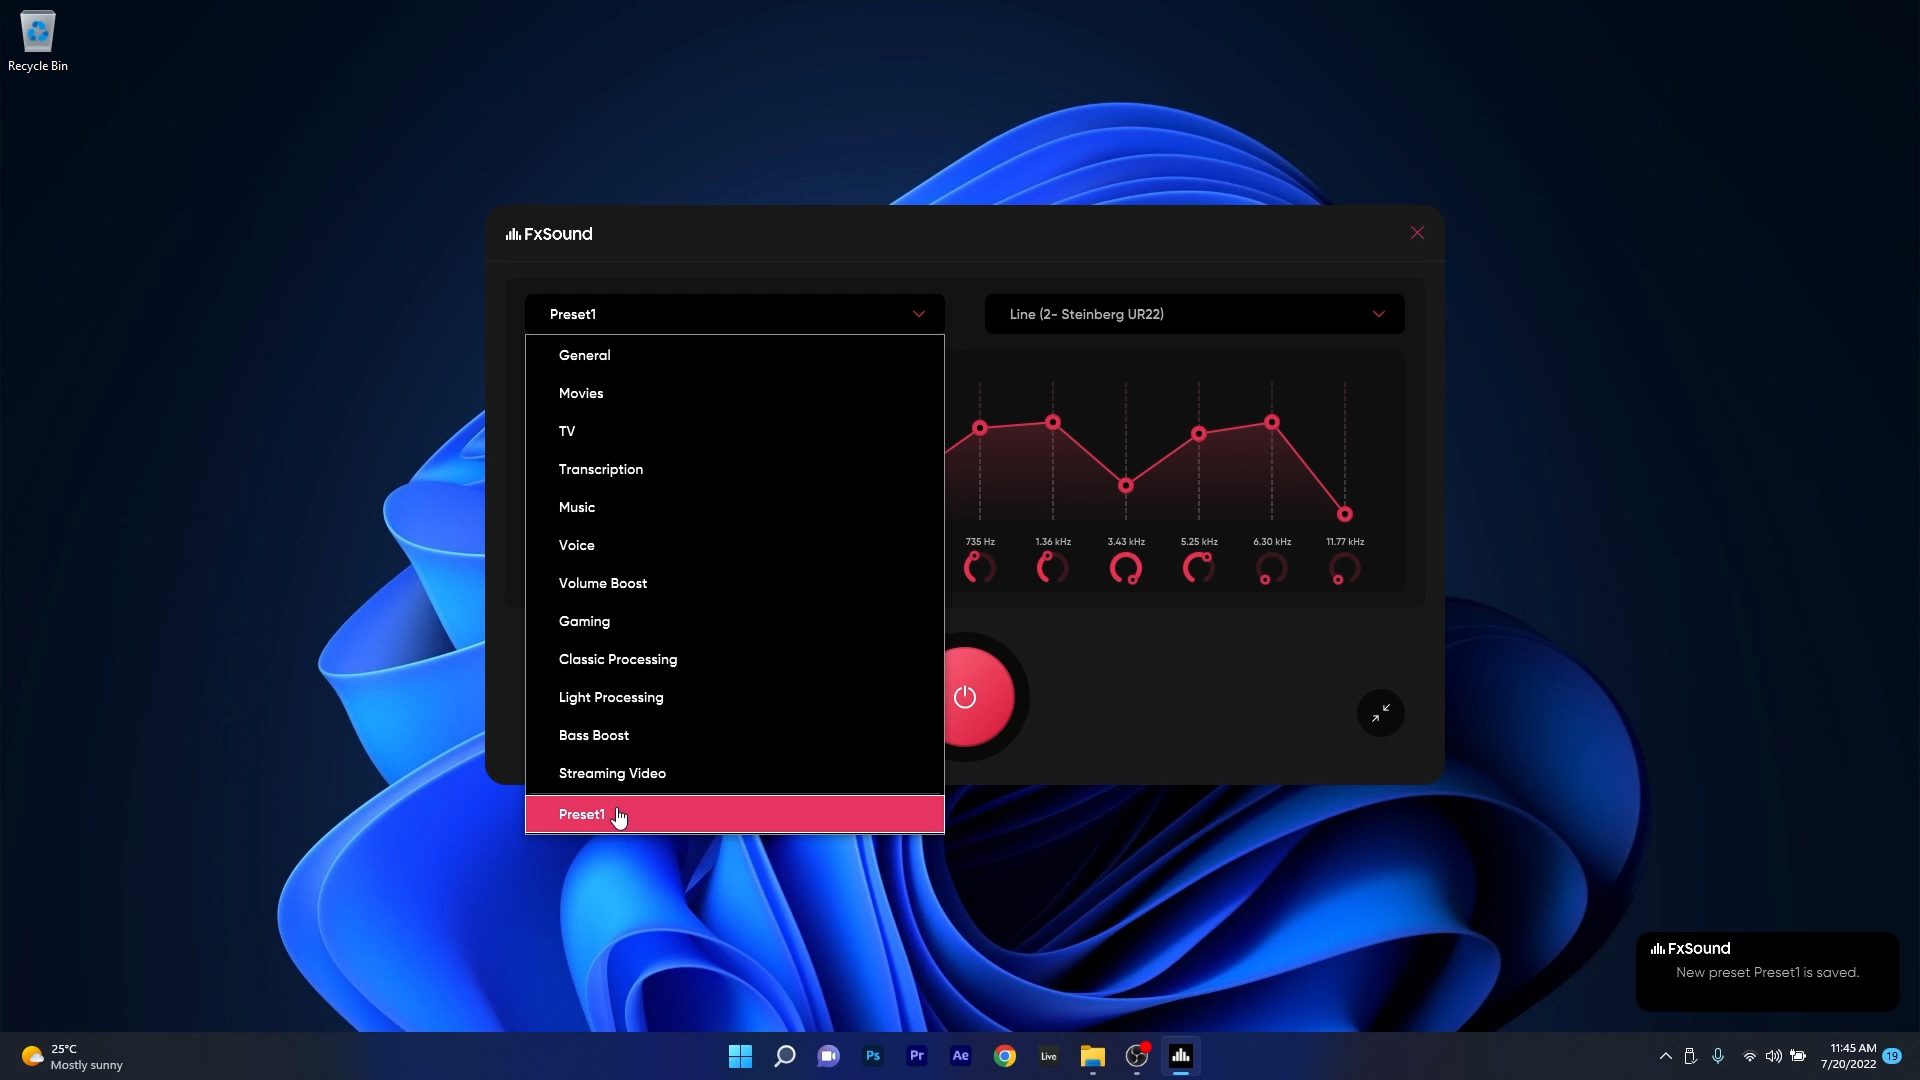 Recycle Bin
FxSound
Preset1
Line (2- Steinberg UR22)
General
Movies
TV
Transcription
Music
Voice
Volume Boost
Gaming
Classic Processing
Light Processing
Bass Boost
Streaming Video
Preset1
735 Hz
1.36 kHz
3.43 kHz
5.25 kHz
6.30 kHz
11.77 kHz
FxSound
New preset Preset1 is saved.
25°C
Mostly sunny
Ps
Pr
Ae
Live
11:45 AM
7/20/2022
19